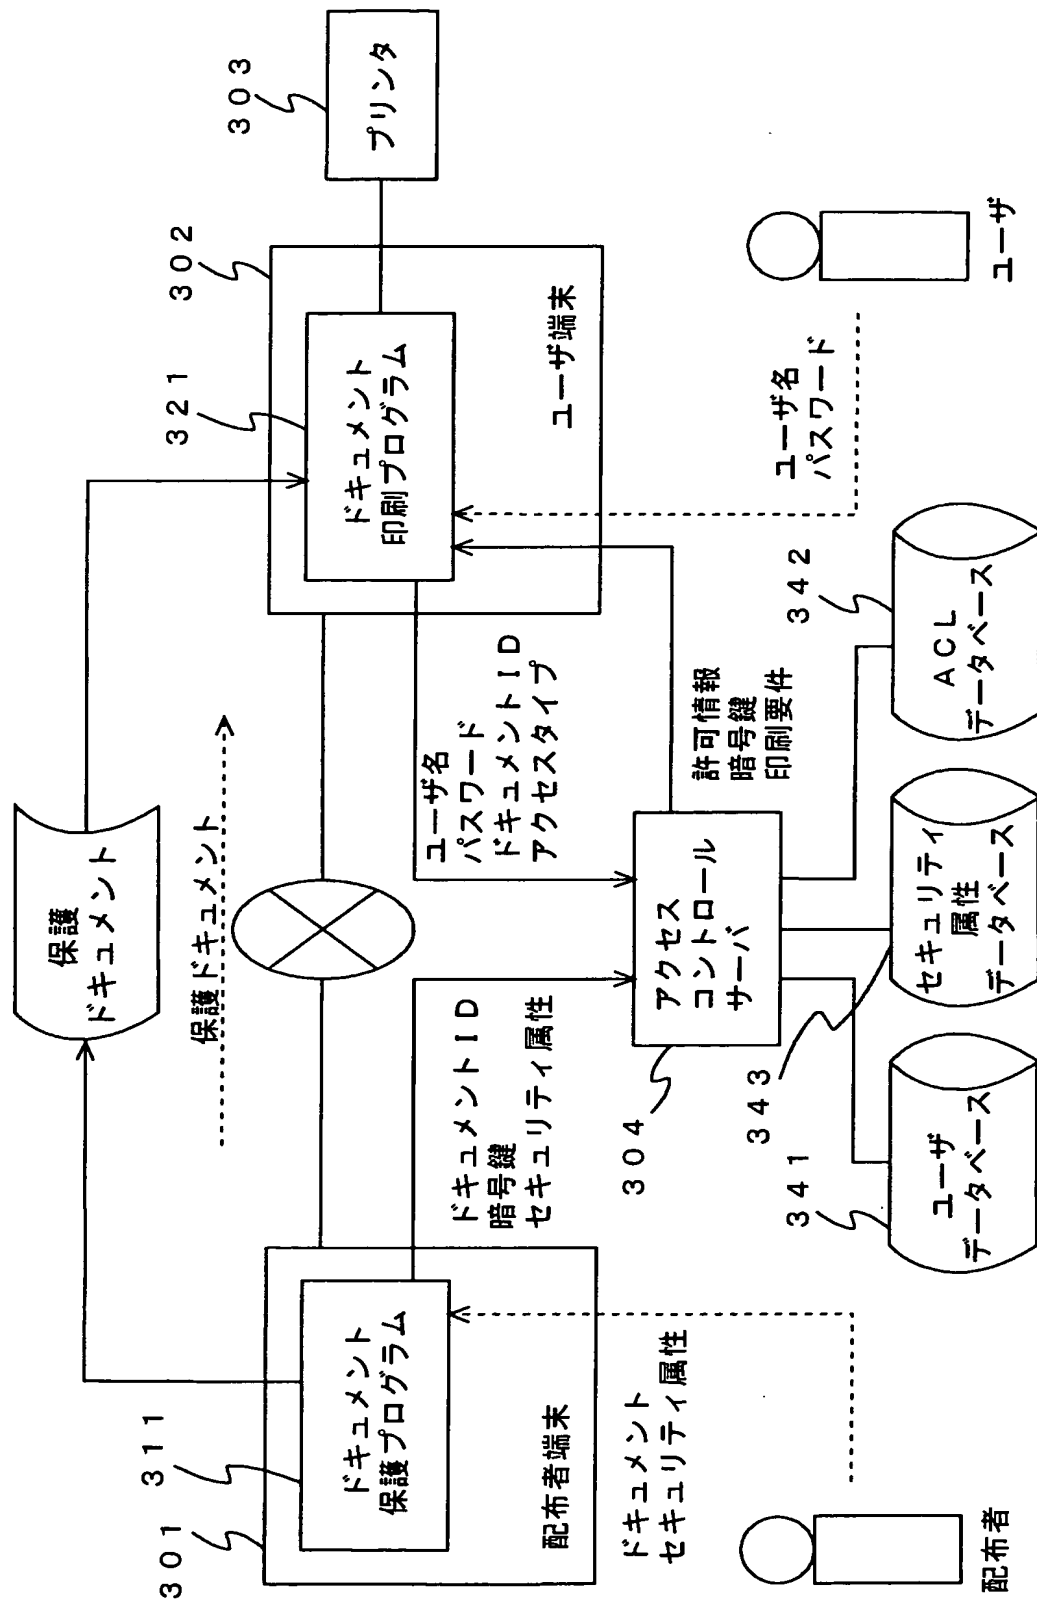 保護
ドキュメント
保護ドキュメント
301
311
ドキュメント
保護プログラム
配布者端末
302
321
ドキュメント
印刷プログラム
ユーザ端末
303
プリンタ
ドキュメントID
暗号鍵
セキュリティ属性
ユーザ名
パスワード
ドキュメントID
アクセスタイプ
ドキュメント
セキュリティ属性
配布者
304
アクセス
コントロール
サーバ
許可情報
暗号鍵
印刷要件
ユーザ名
パスワード
ユーザ
341
ユーザ
データベース
343
セキュリティ
属性
データベース
342
ACL
データベース